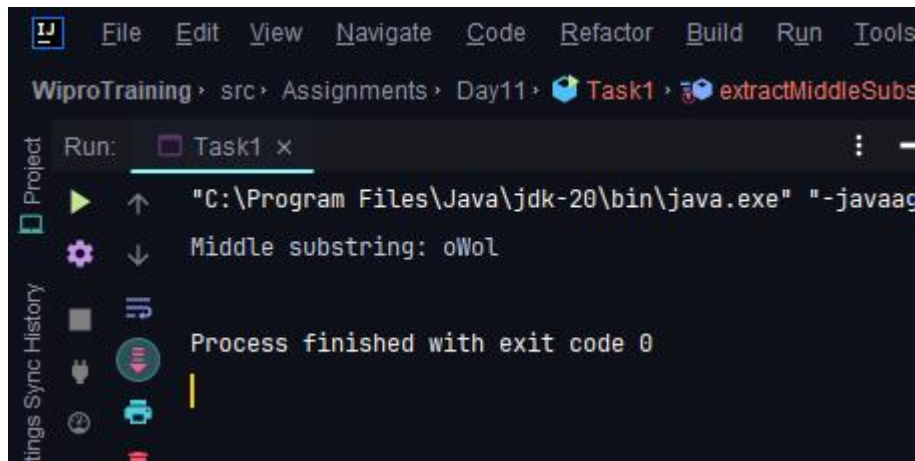 IJ File Edit View Navigate Code Refactor Build Run Tools
WiproTraining › src › Assignments › Day11 › Task1 › extractMiddleSubs
Project
Run: Task1 ×
"C:\Program Files\Java\jdk-20\bin\java.exe" "-javaag
Middle substring: oWol
Process finished with exit code 0
tings Sync History